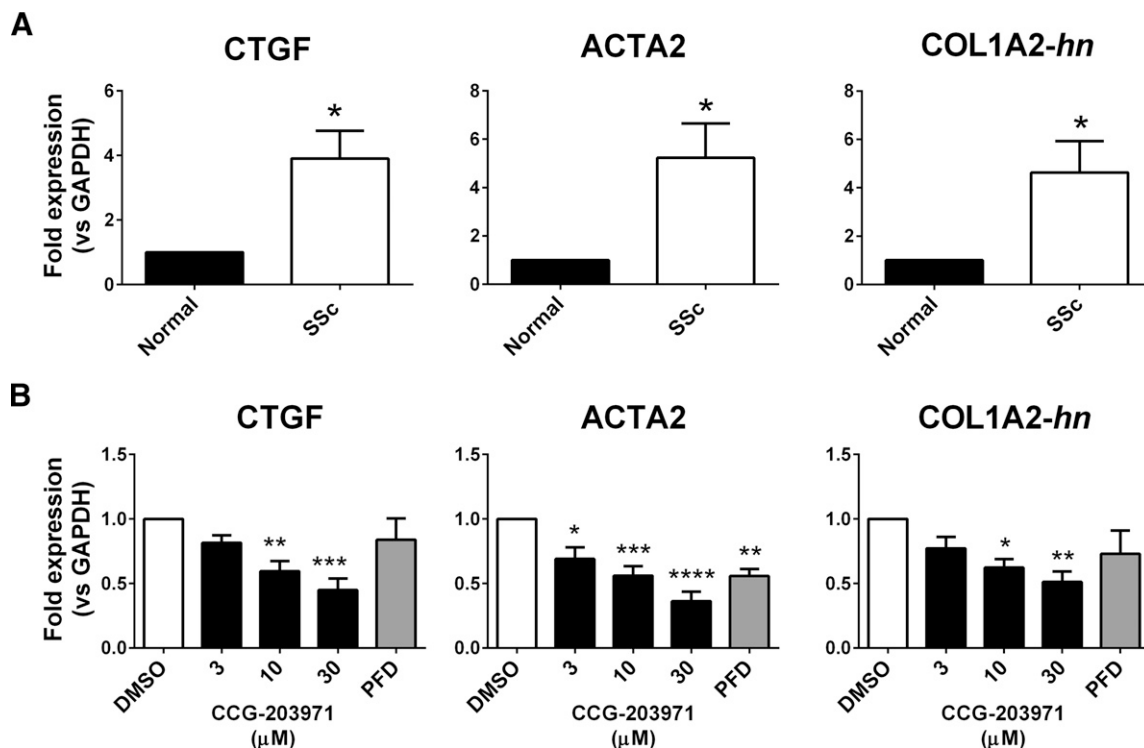 A
CTGF
ACTA2
COL1A2-hn
Fold expression
(vs GAPDH)
6
4
2
0
*
Normal
SSc
8
6
4
2
0
*
Normal
SSc
8
6
4
2
0
*
Normal
SSc
B
CTGF
ACTA2
COL1A2-hn
Fold expression
(vs GAPDH)
1.5
1.0
0.5
0.0
**
***
DMSO
3
10
30
PFD
CCG-203971
(μM)
1.5
1.0
0.5
0.0
*
***
****
**
DMSO
3
10
30
PFD
CCG-203971
(μM)
1.5
1.0
0.5
0.0
*
**
DMSO
3
10
30
PFD
CCG-203971
(μM)